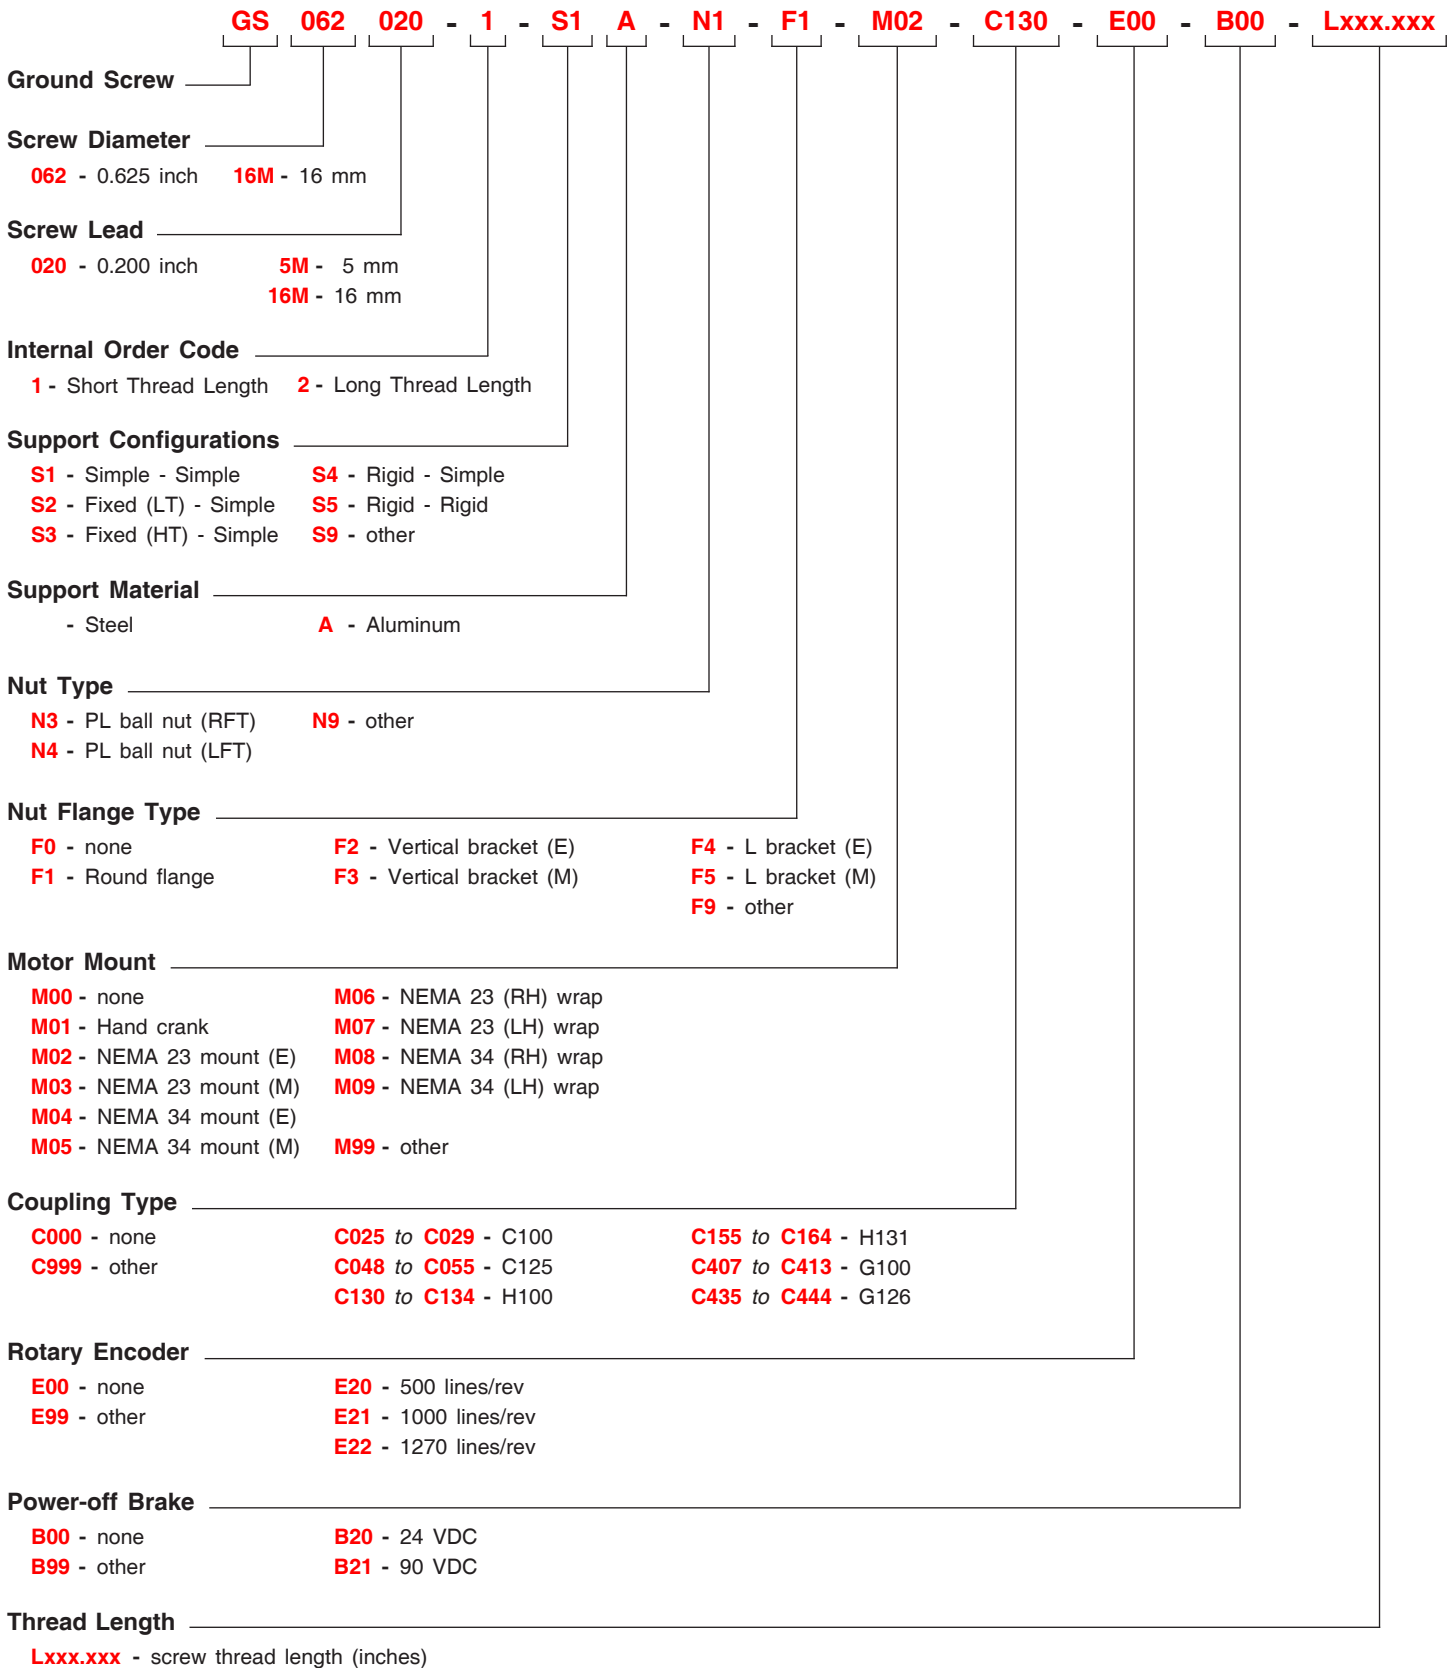 GS 062 020 - 1 - S1 A - N1 - F1 - M02 - C130 - E00 - B00 - Lxxx.xxx
Ground Screw
Screw Diameter
062 - 0.625 inch 16M - 16 mm
Screw Lead
020 - 0.200 inch 5M - 5 mm
16M - 16 mm
Internal Order Code
1 - Short Thread Length 2 - Long Thread Length
Support Configurations
S1 - Simple - Simple S4 - Rigid - Simple
S2 - Fixed (LT) - Simple S5 - Rigid - Rigid
S3 - Fixed (HT) - Simple S9 - other
Support Material
- Steel A - Aluminum
Nut Type
N3 - PL ball nut (RFT) N9 - other
N4 - PL ball nut (LFT)
Nut Flange Type
F0 - none F2 - Vertical bracket (E) F4 - L bracket (E)
F1 - Round flange F3 - Vertical bracket (M) F5 - L bracket (M)
F9 - other
Motor Mount
M00 - none M06 - NEMA 23 (RH) wrap
M01 - Hand crank M07 - NEMA 23 (LH) wrap
M02 - NEMA 23 mount (E) M08 - NEMA 34 (RH) wrap
M03 - NEMA 23 mount (M) M09 - NEMA 34 (LH) wrap
M04 - NEMA 34 mount (E)
M05 - NEMA 34 mount (M) M99 - other
Coupling Type
C000 - none C025 to C029 - C100 C155 to C164 - H131
C999 - other C048 to C055 - C125 C407 to C413 - G100
C130 to C134 - H100 C435 to C444 - G126
Rotary Encoder
E00 - none E20 - 500 lines/rev
E99 - other E21 - 1000 lines/rev
E22 - 1270 lines/rev
Power-off Brake
B00 - none B20 - 24 VDC
B99 - other B21 - 90 VDC
Thread Length
Lxxx.xxx - screw thread length (inches)